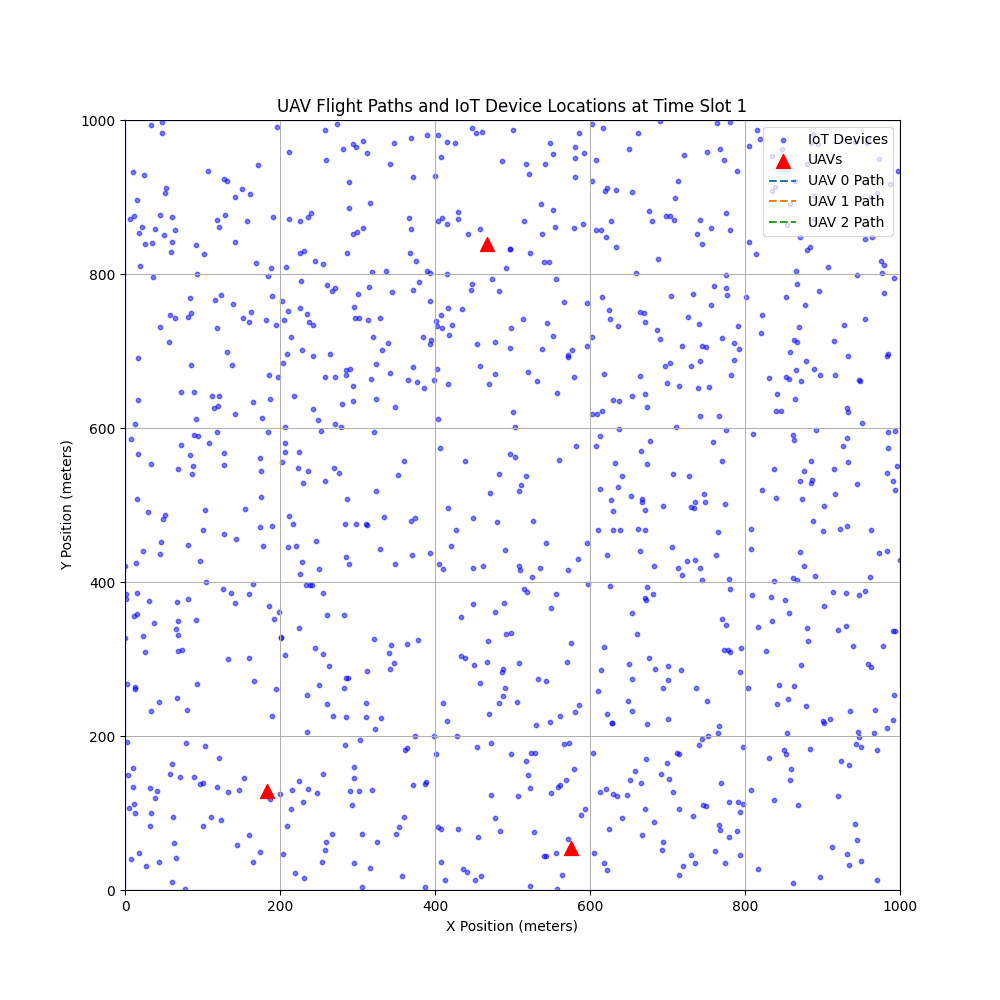 UAV Flight Paths and IoT Device Locations at Time Slot 1
1000
800
600
400
200
0
Y Position (meters)
IoT Devices
UAVs
UAV 0 Path
UAV 1 Path
UAV 2 Path
0 200 400 600 800 1000
X Position (meters)